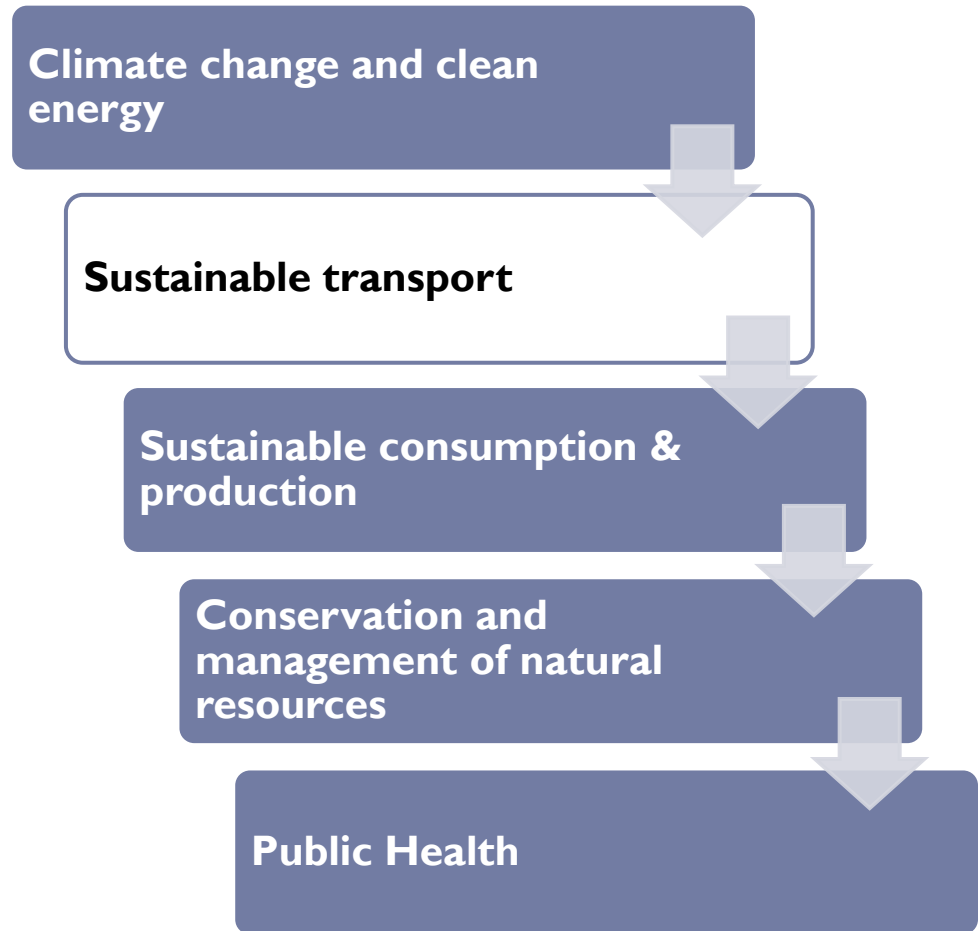 Climate change and clean
energy
Sustainable transport
Sustainable consumption &
production
Conservation and
management of natural
resources
Public Health